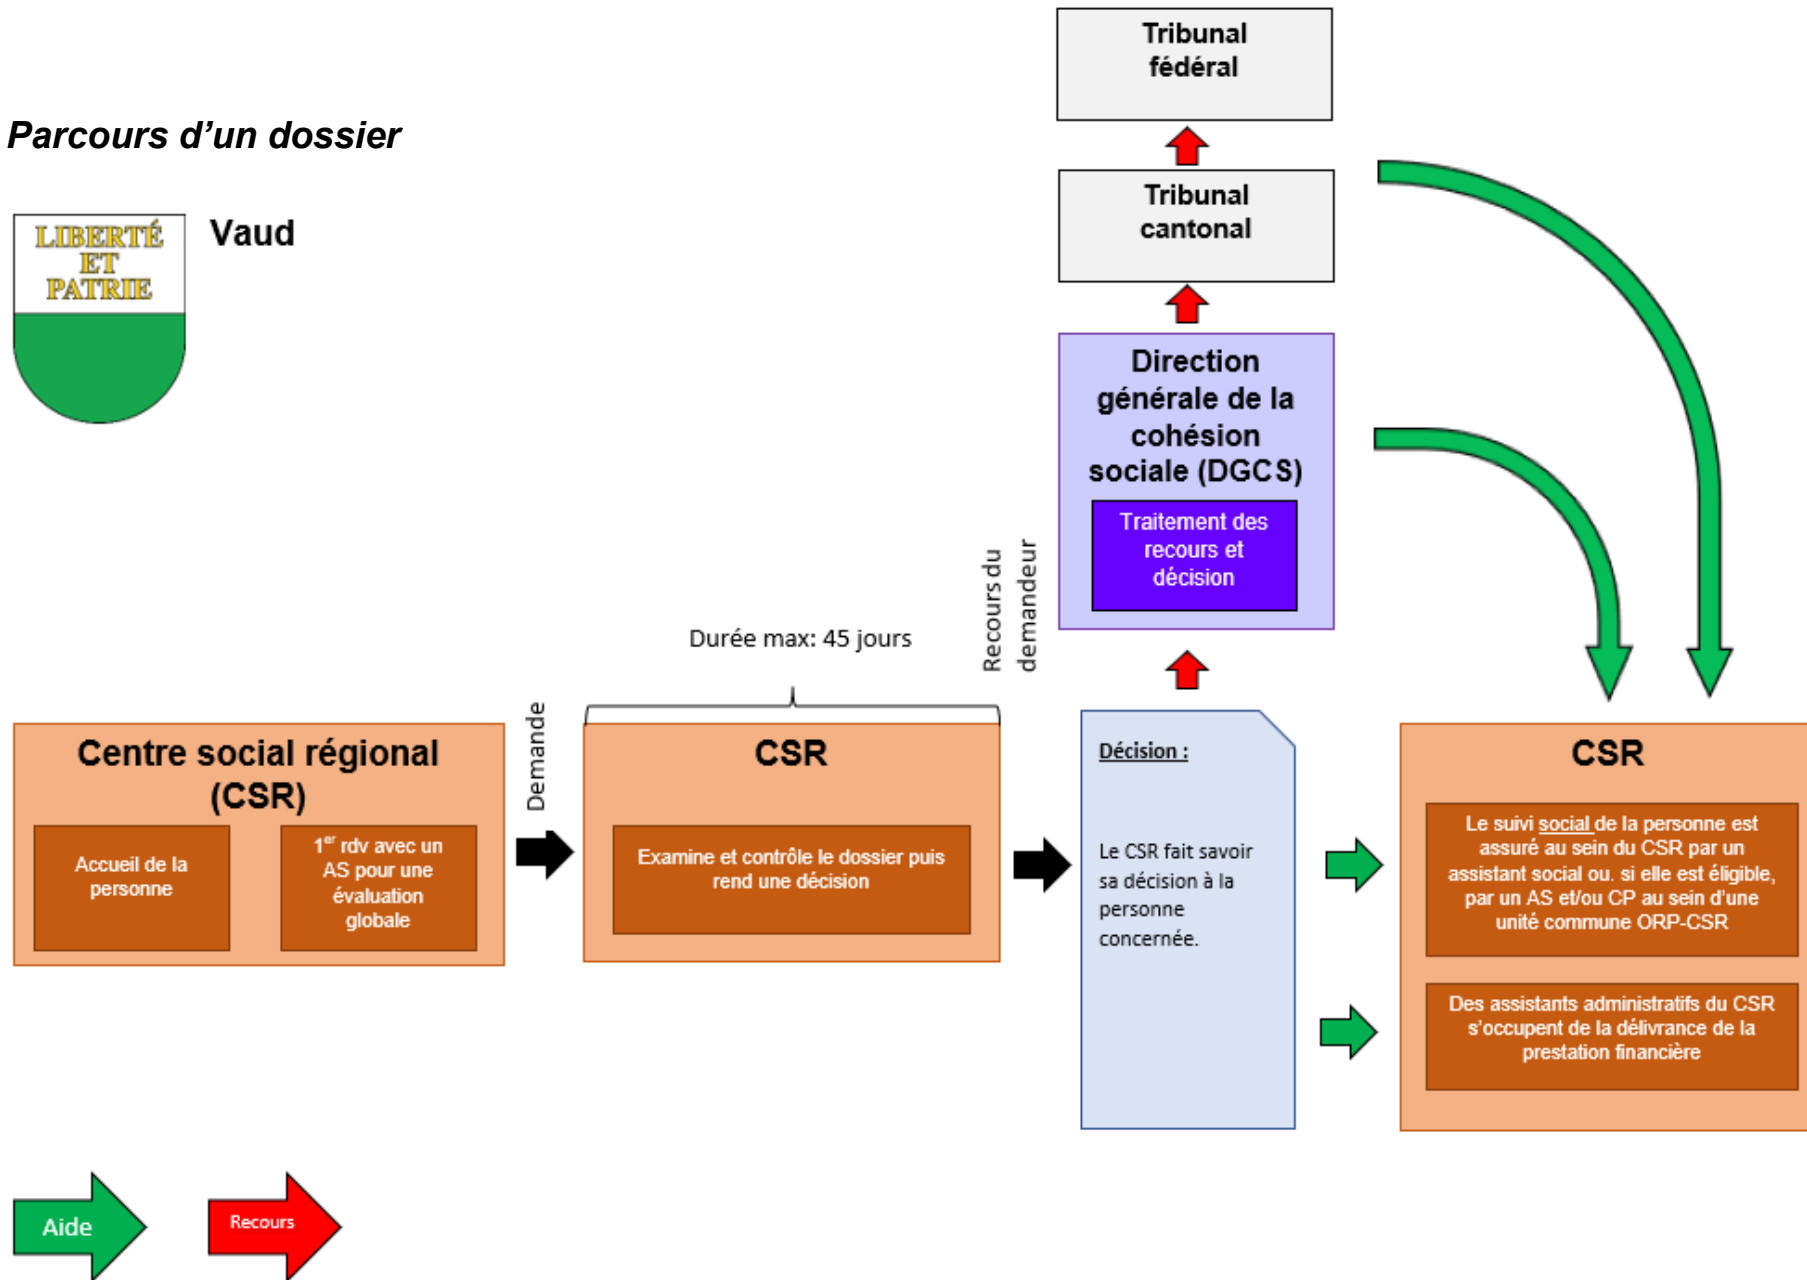 Parcours d'un dossier
LIBERTÉ
ET
PATRIE
Vaud
Tribunal
fédéral
Tribunal
cantonal
Direction
générale de la
cohésion
sociale (DGCS)
Traitement des
recours et
décision
Recours du
demandeur
Durée max: 45 jours
Centre social régional
(CSR)
Accueil de la
personne
1er rdv avec un
AS pour une
évaluation
globale
Demande
CSR
Examine et contrôle le dossier puis
rend une décision
Décision :
Le CSR fait savoir
sa décision à la
personne
concernée.
CSR
Le suivi social de la personne est
assuré au sein du CSR par un
assistant social ou. si elle est éligible,
par un AS et/ou CP au sein d'une
unité commune ORP-CSR
Des assistants administratifs du CSR
s'occupent de la délivrance de la
prestation financière
Aide
Recours